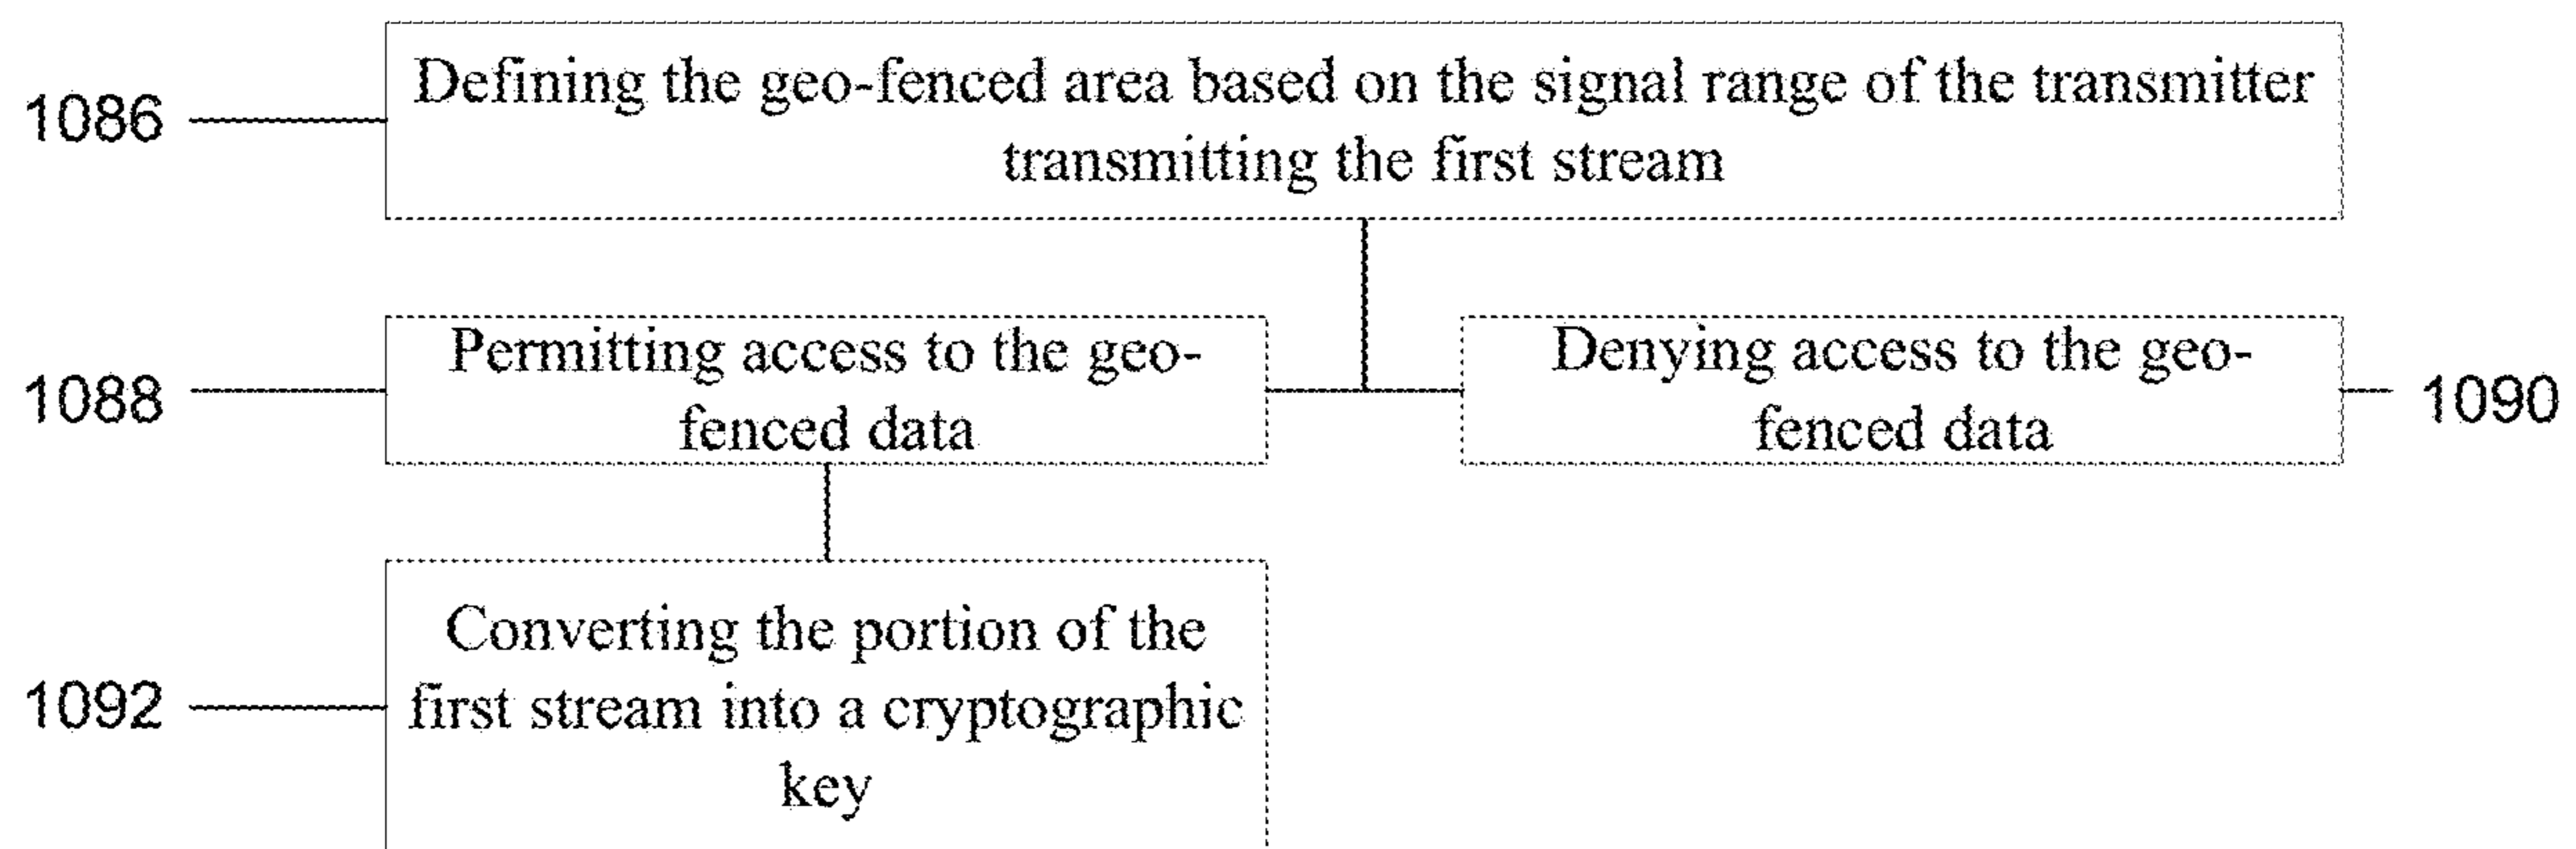 1086
Defining the geo-fenced area based on the signal range of the transmitter
transmitting the first stream
1088
Permitting access to the geo-
fenced data
Denying access to the geo-
fenced data
1090
1092
Converting the portion of the
first stream into a cryptographic
key